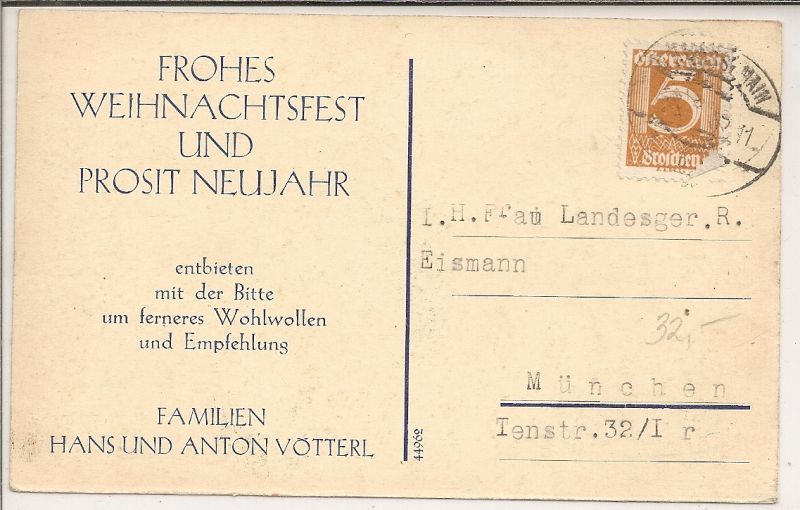 FROHES
WEIHNACHTSFEST
UND
PROSIT NEUJAHR
entbieten
mit der Bitte
um ferneres Wohlwollen
und Empfehlung
FAMILIEN
HANS UND ANTON VÖTTERL
44962
5
Groschen
MAIN
I.H.Frau Landesger.R.
Eismann
32,-
München
Tenstr.32/I r